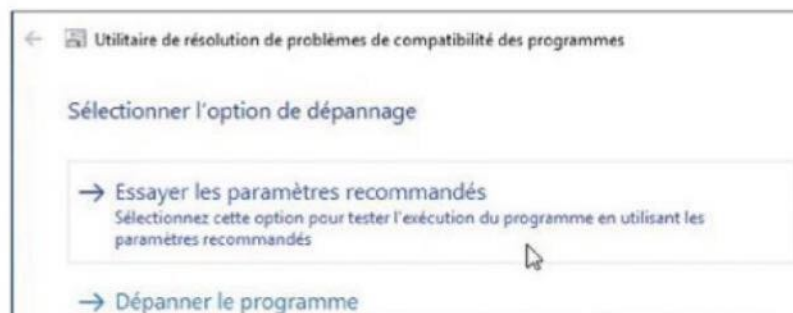 Utilitaire de résolution de problèmes de compatibilité des programmes
Sélectionner l'option de dépannage
→ Essayer les paramètres recommandés
Sélectionnez cette option pour tester l'exécution du programme en utilisant les
paramètres recommandés
→ Dépanner le programme